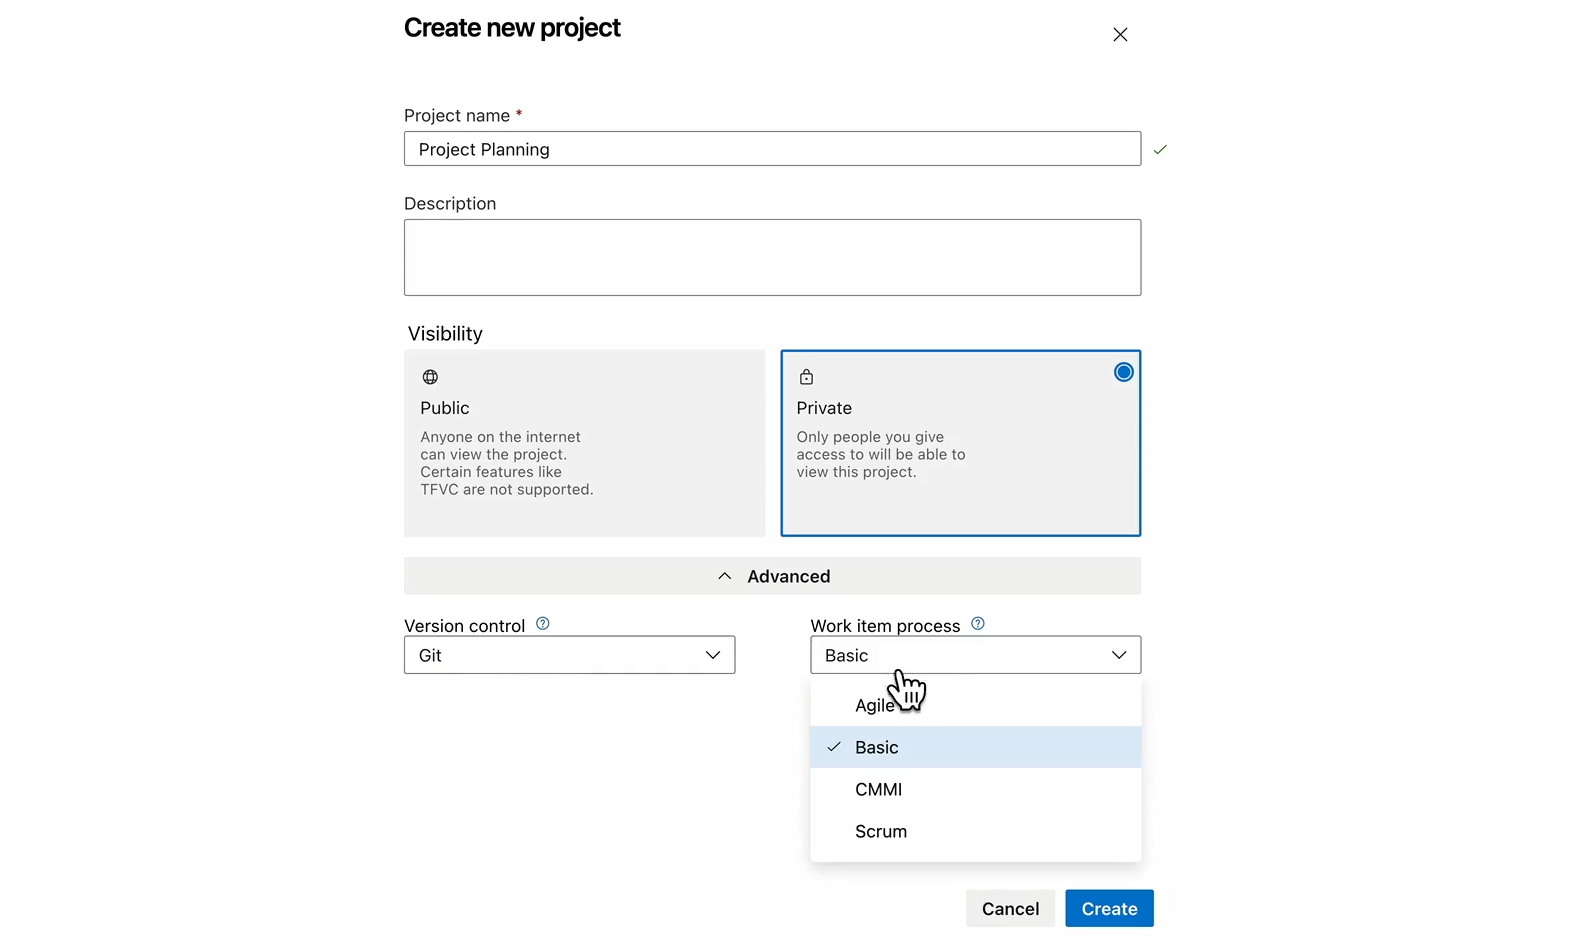 Create new project
Project name *
Project Planning
Description
Visibility
Public
Anyone on the internet
can view the project.
Certain features like
TFVC are not supported.
Private
Only people you give
access to will be able to
view this project.
Advanced
Version control
Git
Work item process
Basic
Agile
Basic
CMMI
Scrum
Cancel
Create